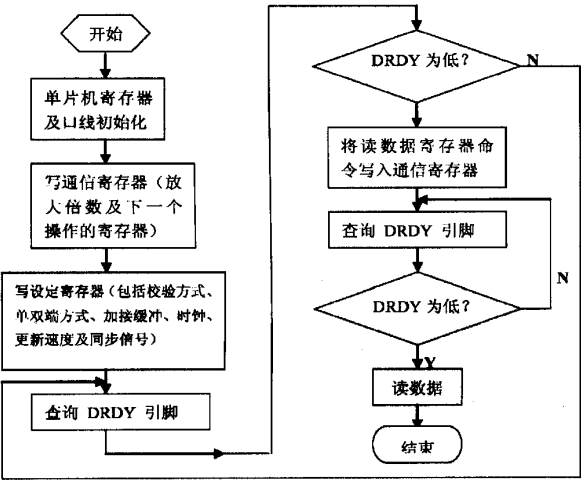 开始
单片机寄存器
及口线初始化
写通信寄存器（放
大倍数及下一个
操作的寄存器）
写设定寄存器（包括校验方式、
单双端方式、加接缓冲、时钟、
更新速度及同步信号）
查询 DRDY 引脚
DRDY 为低？
N
将读数据寄存器命
令写入通信寄存器
查询 DRDY 引脚
N
DRDY 为低？
Y
读数据
结束